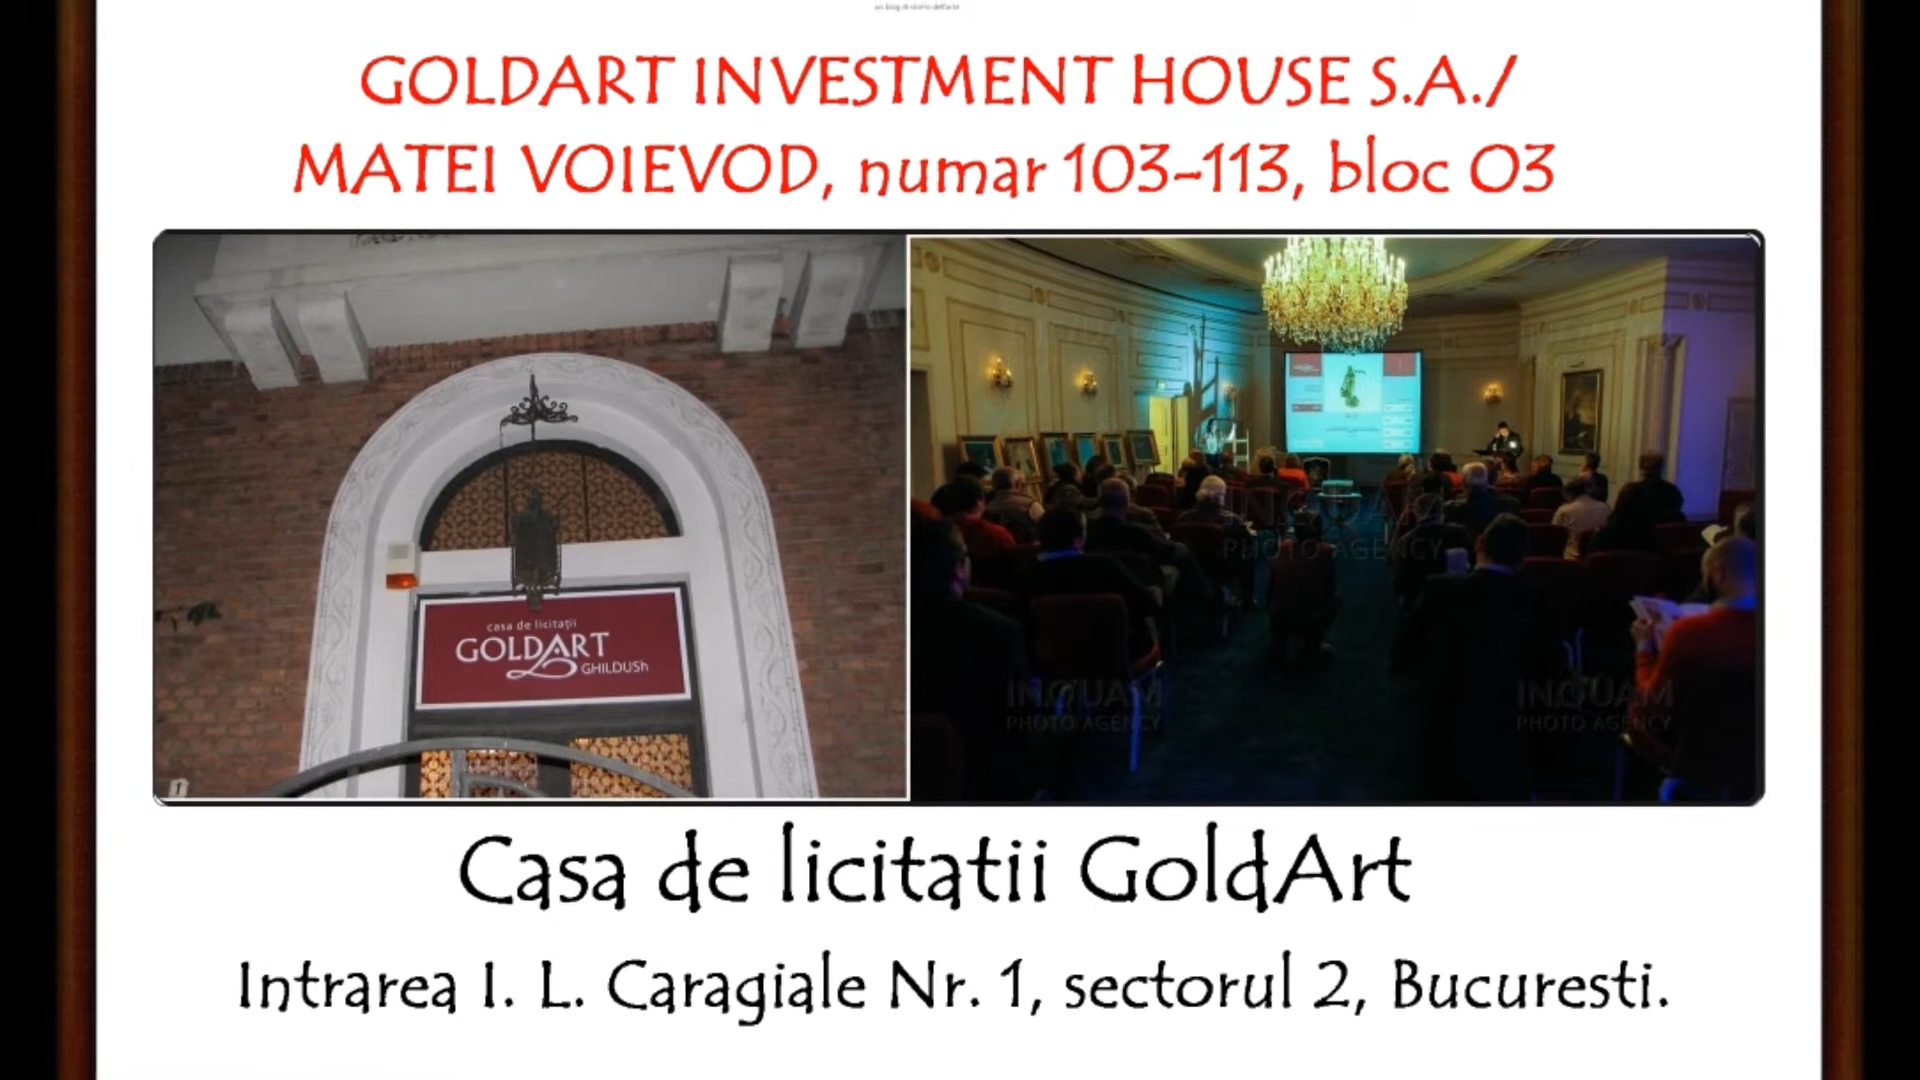 GOLDART INVESTMENT HOUSE S.A./
MATEI VOIEVOD, numar 103-113, bloc O3
casa de licitații
GOLDART
GHILDUSh
INQUAM
PHOTO AGENCY
INQUAM
PHOTO AGENCY
INQUAM
PHOTO AGENCY
Casa de licitatii GoldArt
Intrarea I. L. Caragiale Nr. 1, sectorul 2, Bucuresti.